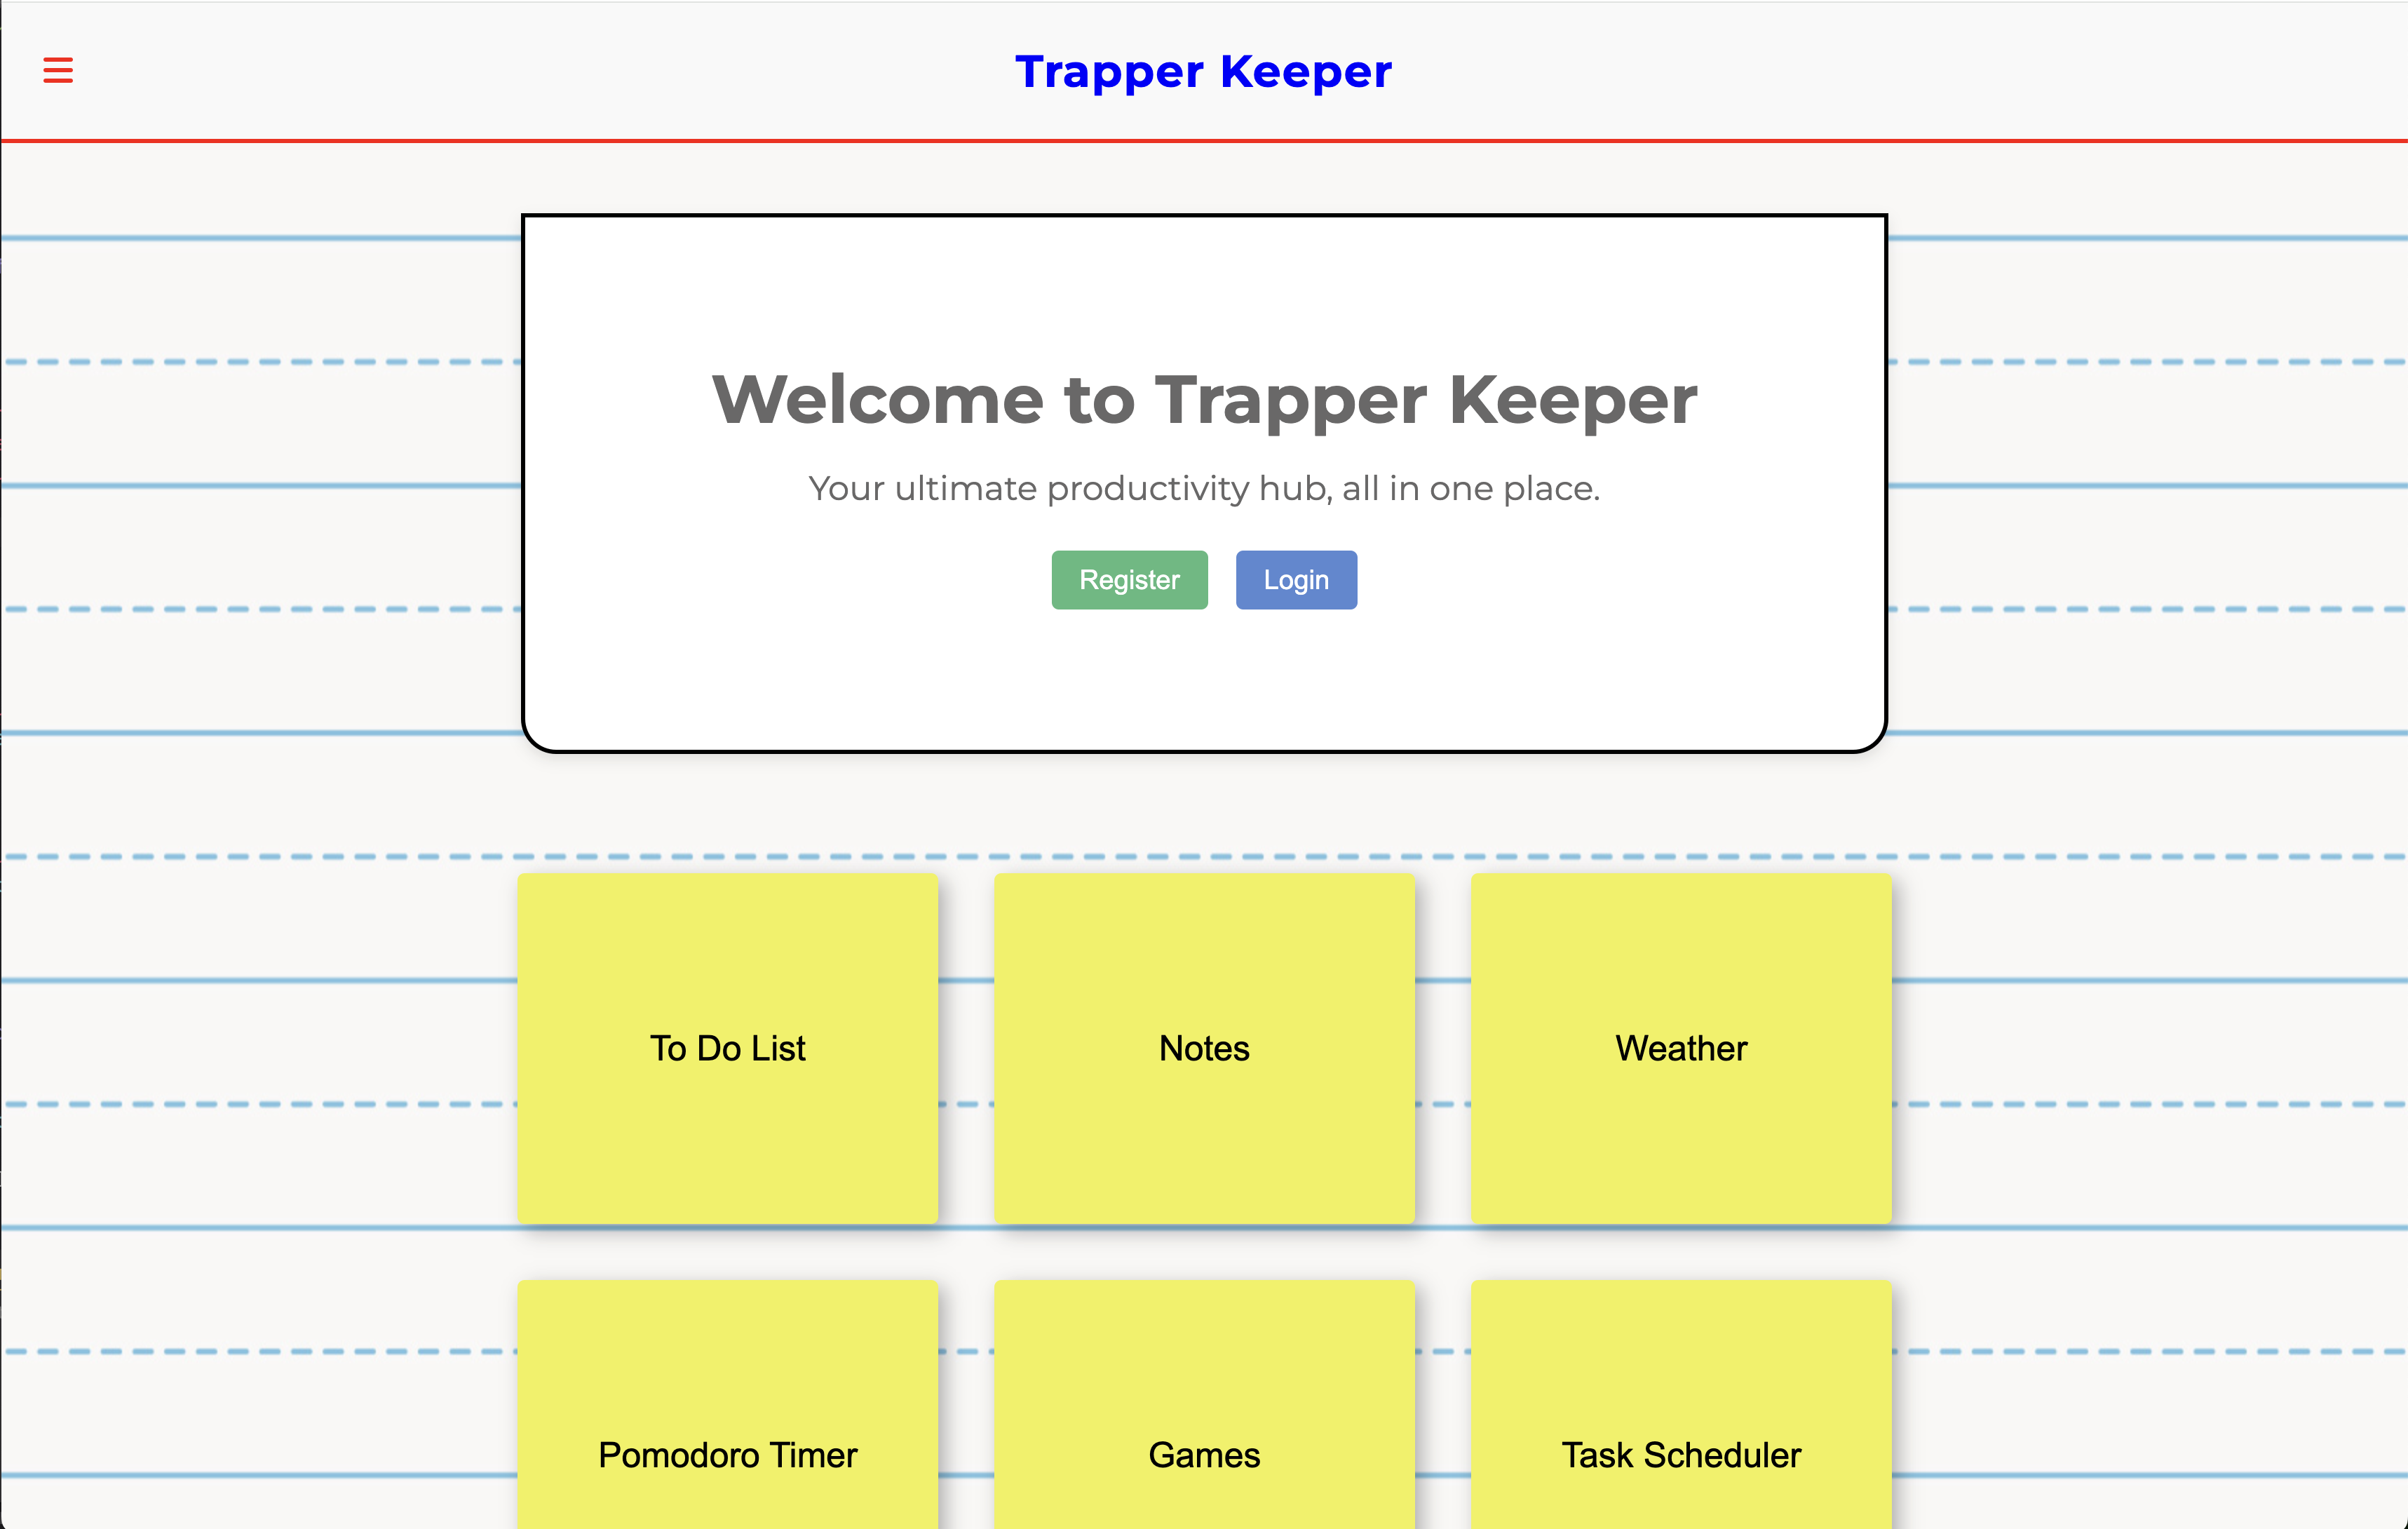 Trapper Keeper
Welcome to Trapper Keeper
Your ultimate productivity hub, all in one place.
Register Login
To Do List Notes Weather
Pomodoro Timer Games Task Scheduler